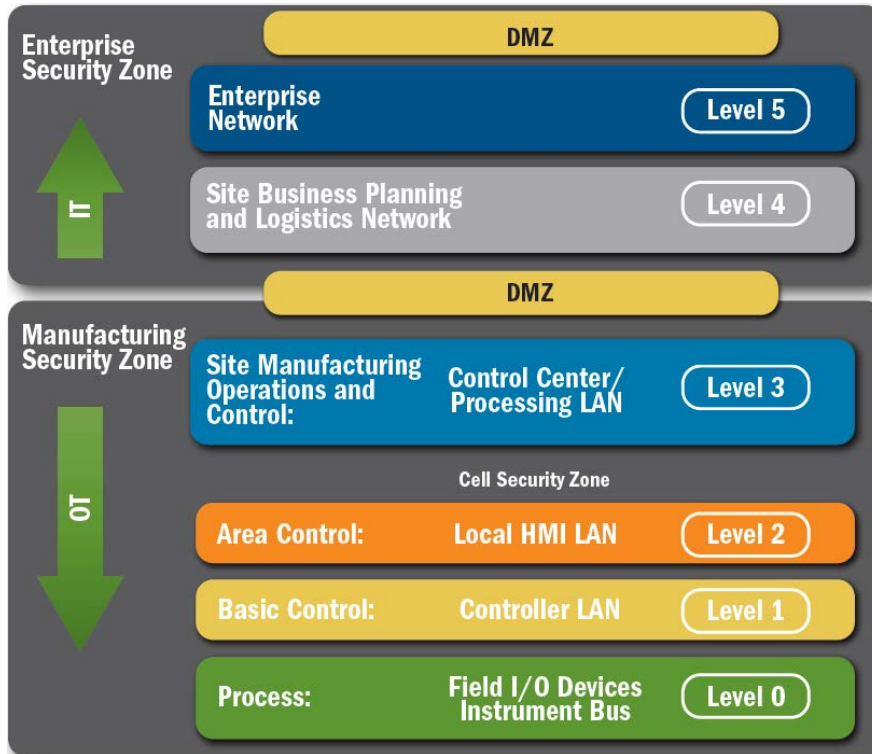 DMZ
Enterprise
Security Zone
Enterprise
Network
Level 5
IT
Site Business Planning
and Logistics Network
Level 4
DMZ
Manufacturing
Security Zone
Site Manufacturing
Operations and
Control:
Control Center/
Processing LAN
Level 3
OT
Cell Security Zone
Area Control:
Local HMI LAN
Level 2
Basic Control:
Controller LAN
Level 1
Process:
Field I/O Devices
Instrument Bus
Level 0